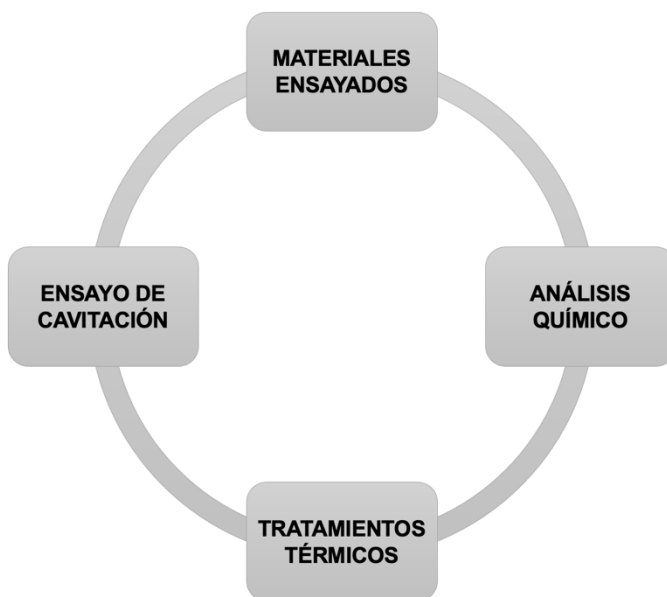 MATERIALES
ENSAYADOS
ANÁLISIS
QUÍMICO
TRATAMIENTOS
TÉRMICOS
ENSAYO DE
CAVITACIÓN